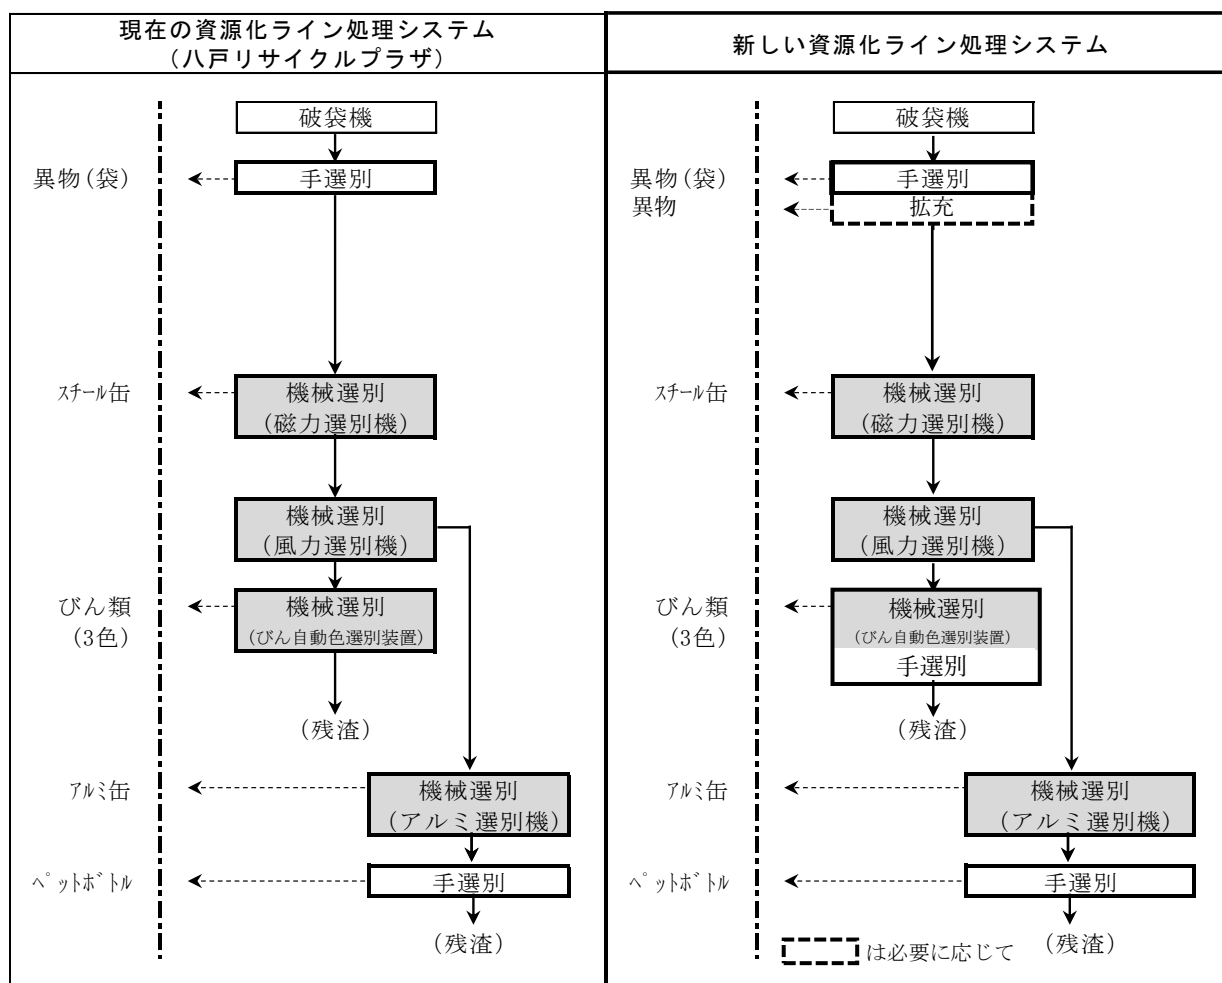 現在の資源化ライン処理システム
(八戸リサイクルプラザ)
破袋機
異物(袋)
手選別
スチール缶
機械選別
(磁力選別機)
機械選別
(風力選別機)
びん類
(3色)
機械選別
(びん自動色選別装置)
(残渣)
アルミ缶
機械選別
(アルミ選別機)
ペットボトル
手選別
(残渣)
新しい資源化ライン処理システム
破袋機
異物(袋)
手選別
異物
拡充
スチール缶
機械選別
(磁力選別機)
機械選別
(風力選別機)
びん類
(3色)
機械選別
(びん自動色選別装置)
手選別
(残渣)
アルミ缶
機械選別
(アルミ選別機)
ペットボトル
手選別
(残渣)
は必要に応じて